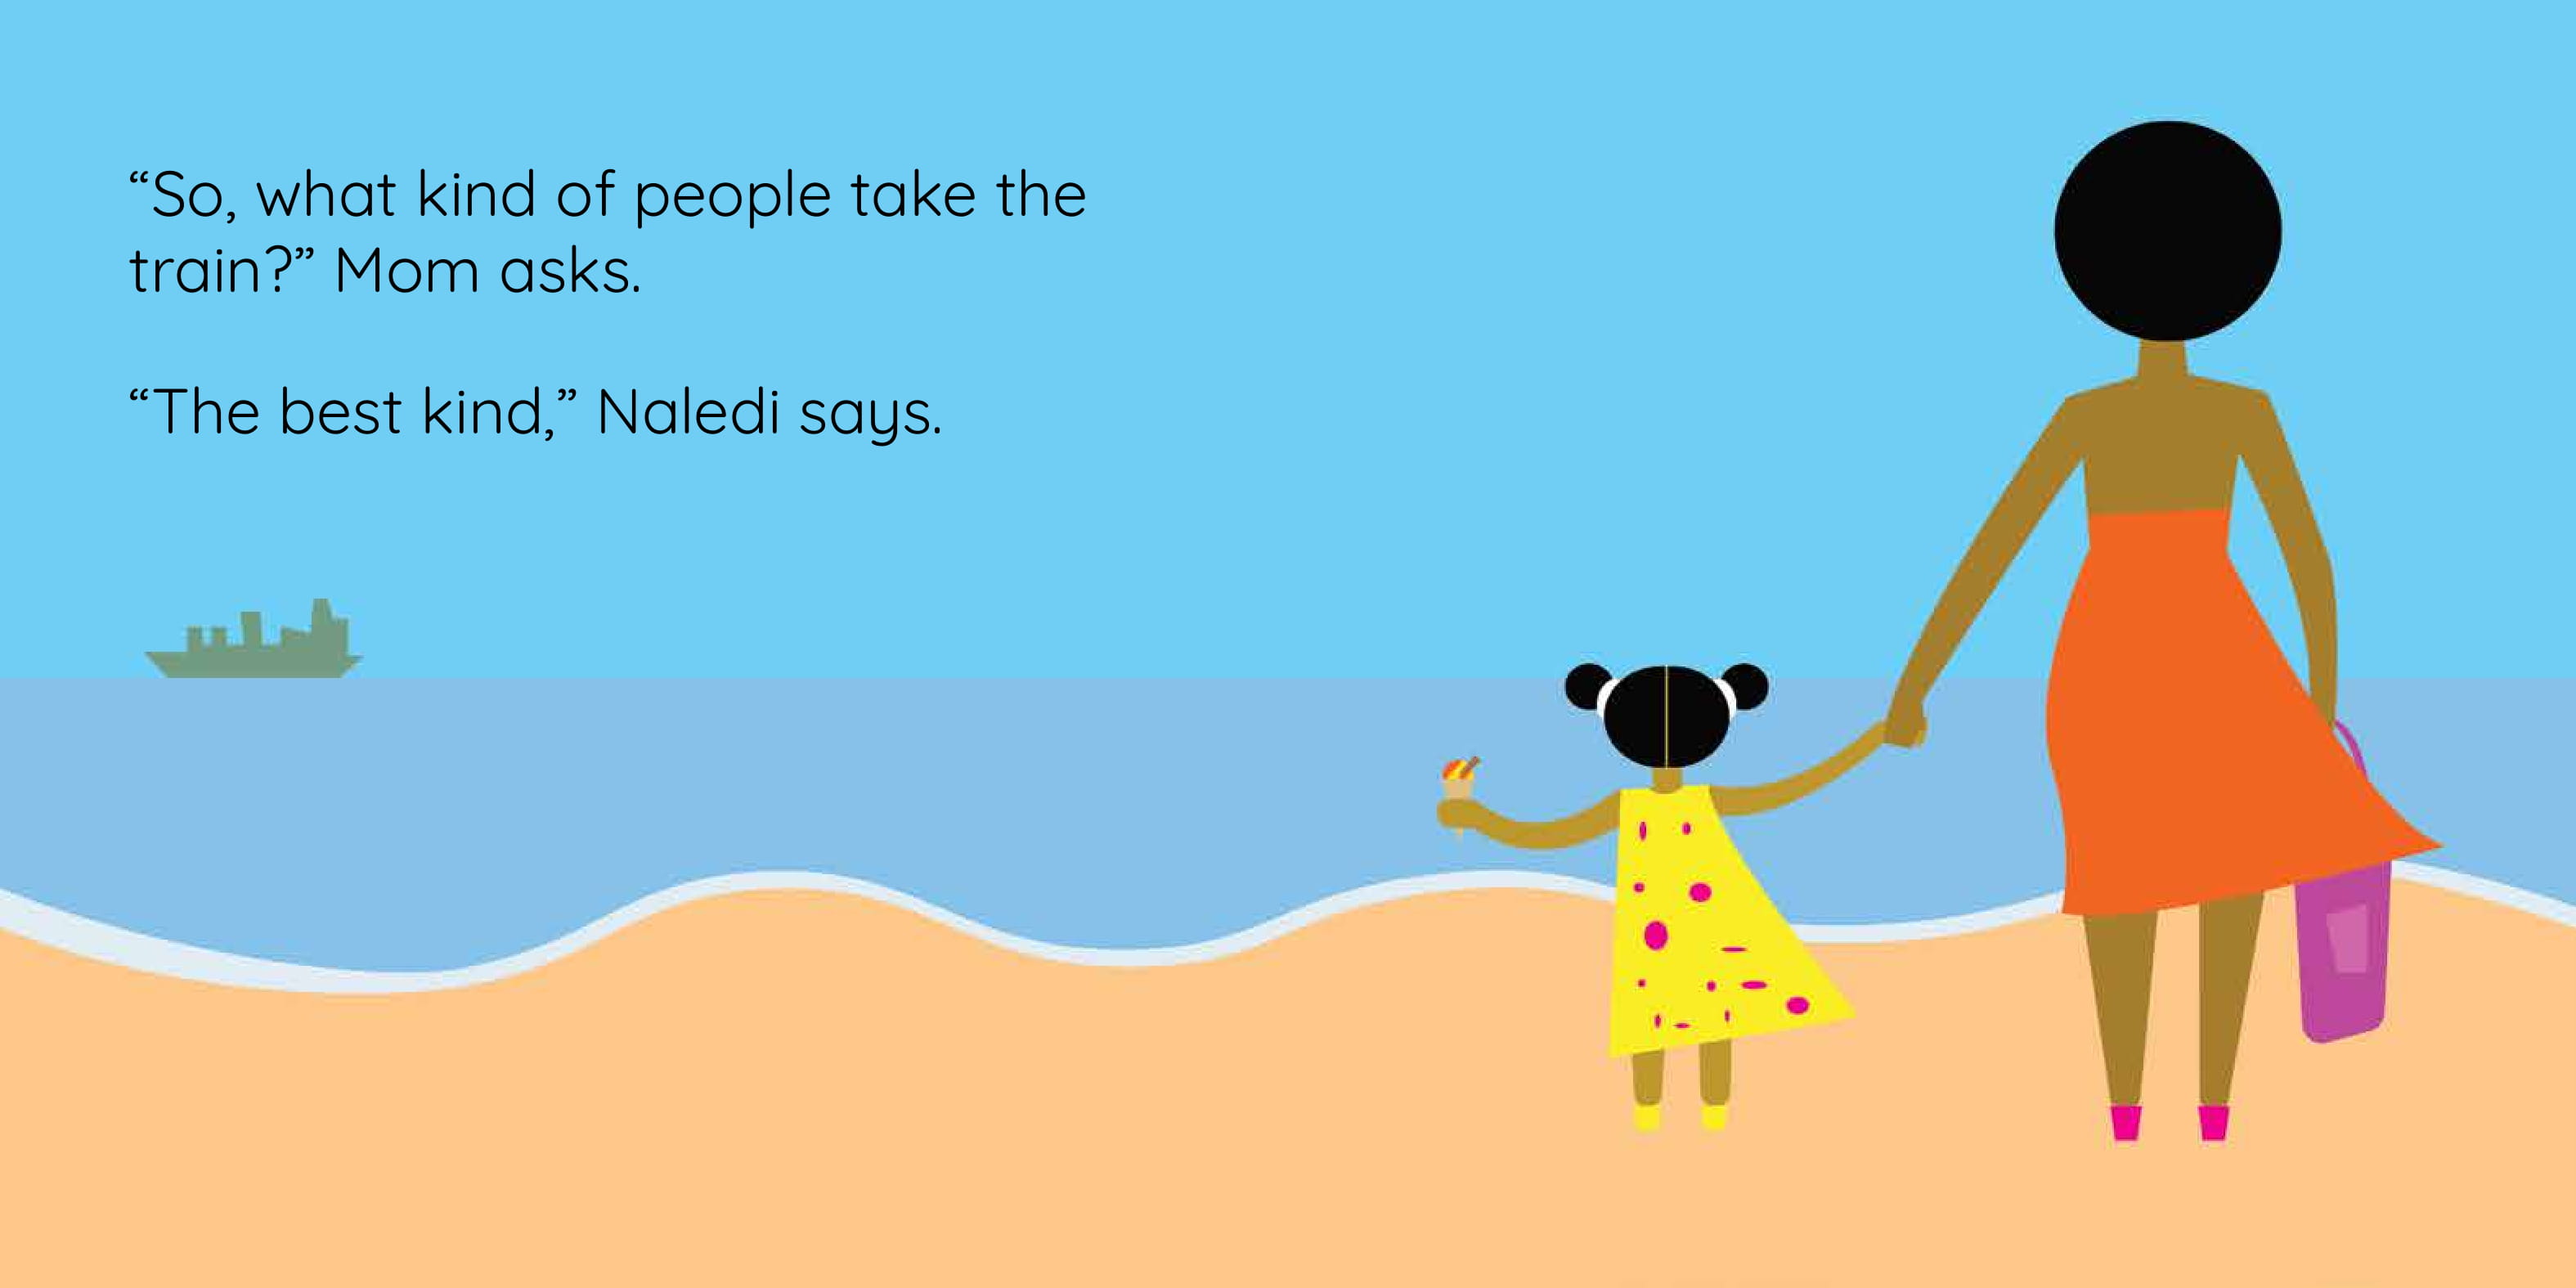 “So, what kind of people take the
train?” Mom asks.
“The best kind,” Naledi says.